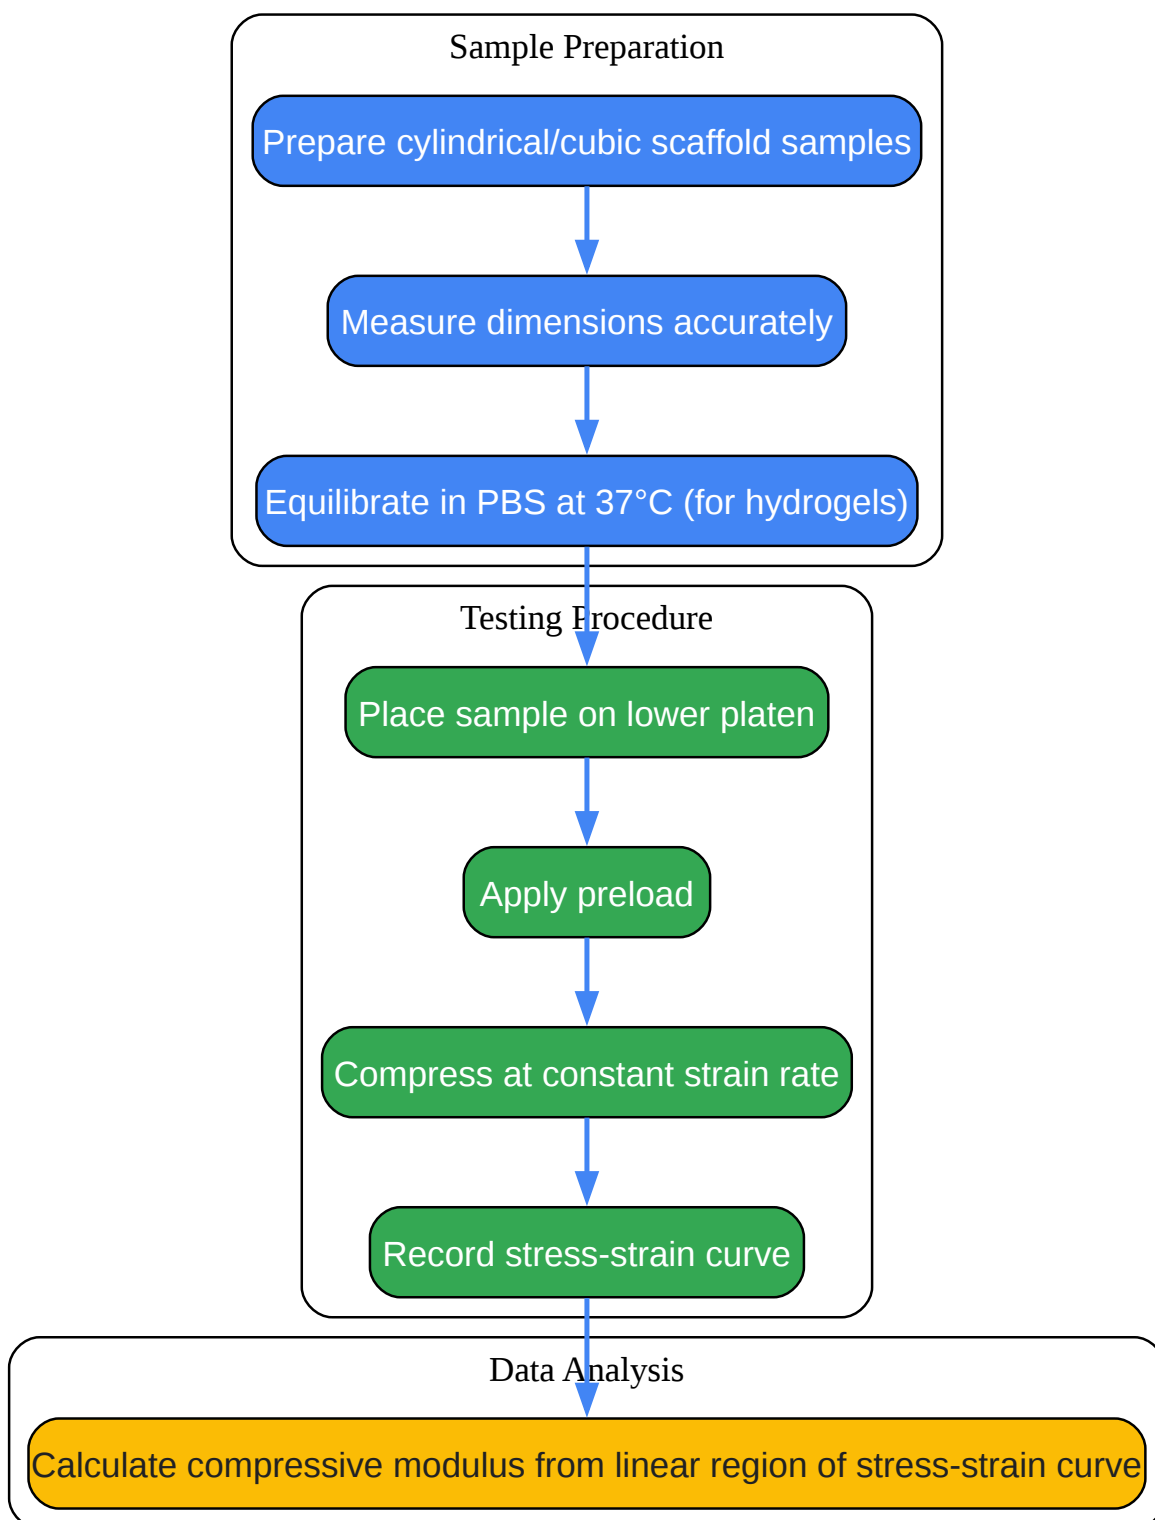 Sample Preparation
Prepare cylindrical/cubic scaffold samples
Measure dimensions accurately
Equilibrate in PBS at 37°C (for hydrogels)
Testing Procedure
Place sample on lower platen
Apply preload
Compress at constant strain rate
Record stress-strain curve
Data Analysis
Calculate compressive modulus from linear region of stress-strain curve